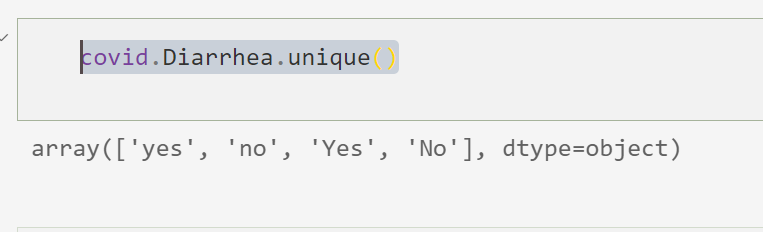 covid.Diarrhea.unique()
array(['yes', 'no', 'Yes', 'No'], dtype=object)